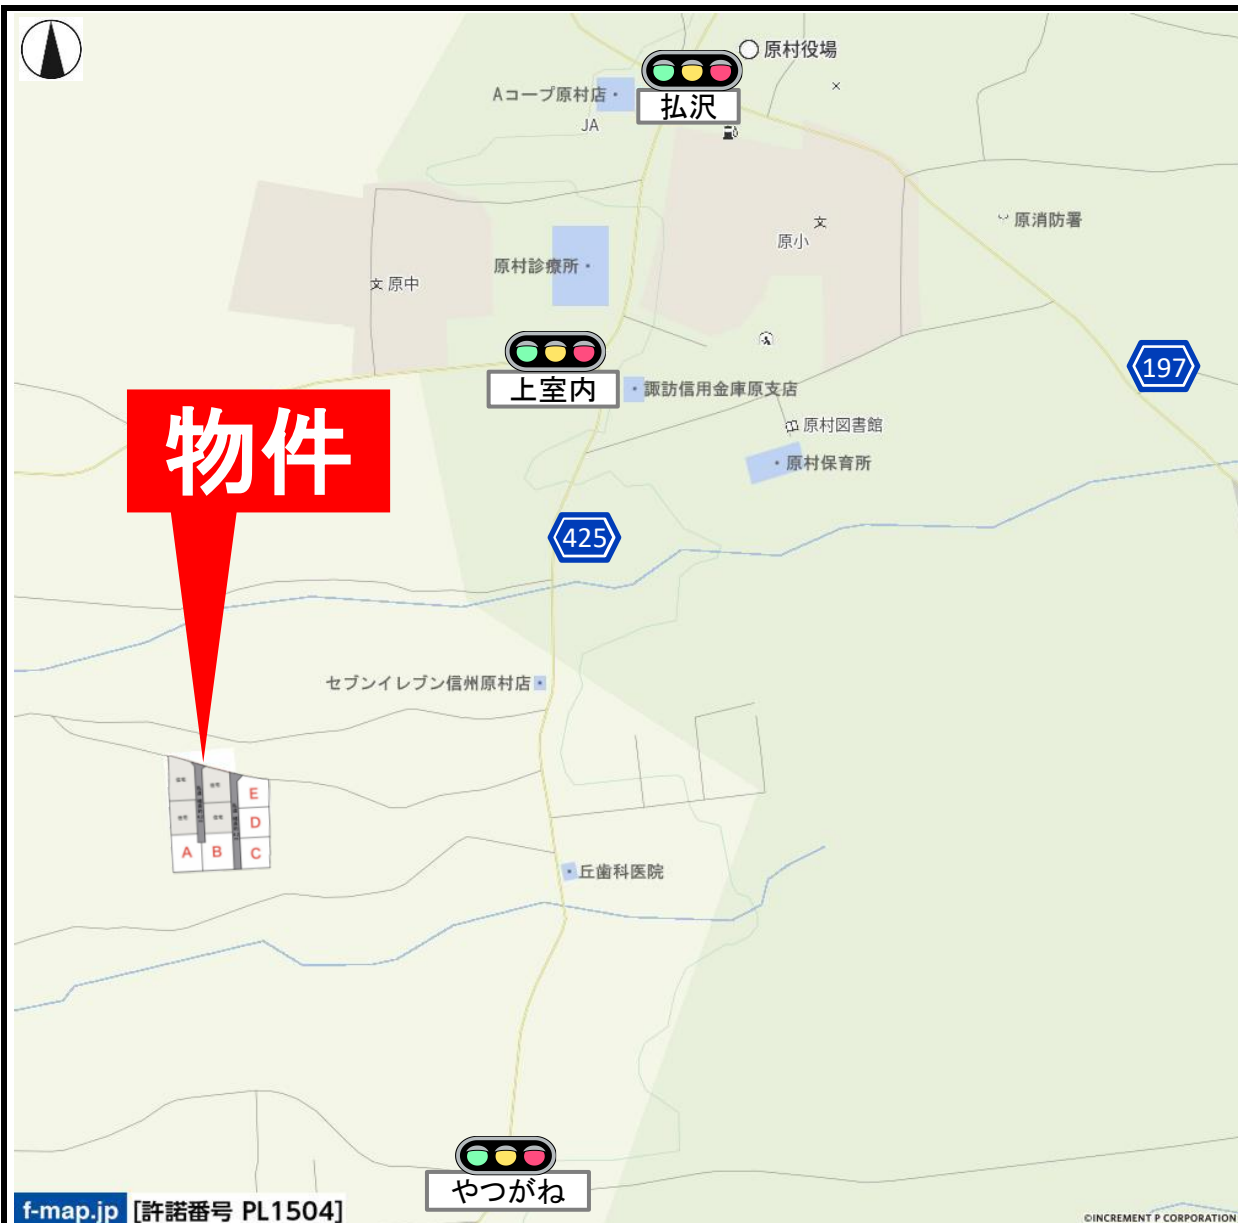 原村役場
Aコープ原村店
払沢
JA
文
原小
原消防署
原村診療所
文 原中
上室内
197
諏訪信用金庫原支店
物件
原村図書館
原村保育所
425
セブンイレブン信州原村店
E
D
A
B
C
丘歯科医院
やつがね
f-map.jp [許諾番号 PL1504]
©INCREMENT P CORPORATION